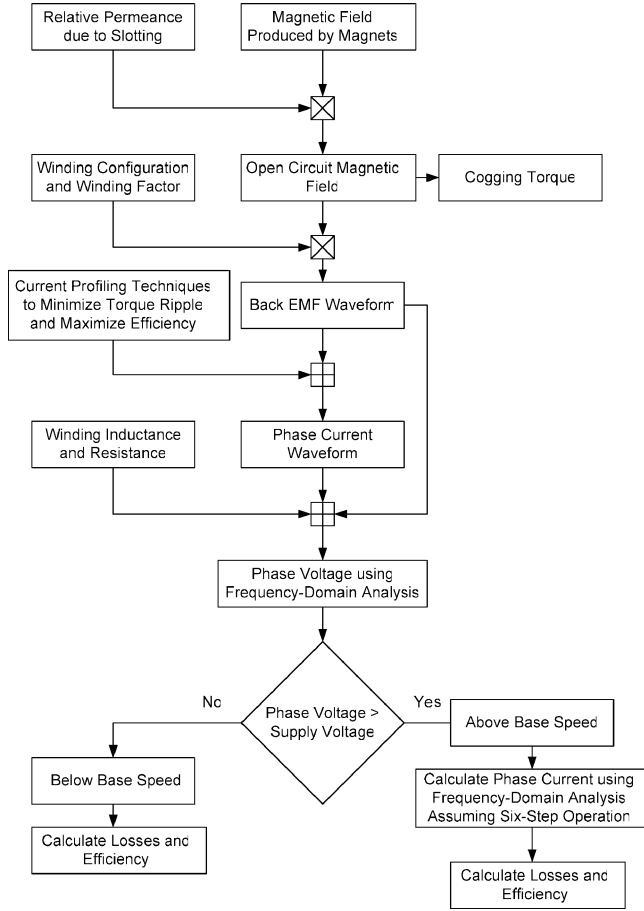 Relative Permeance
due to Slotting
Magnetic Field
Produced by Magnets
Winding Configuration
and Winding Factor
Open Circuit Magnetic
Field
Cogging Torque
Current Profiling Techniques
to Minimize Torque Ripple
and Maximize Efficiency
Back EMF Waveform
Winding Inductance
and Resistance
Phase Current
Waveform
Phase Voltage using
Frequency-Domain Analysis
No
Phase Voltage >
Supply Voltage
Yes
Above Base Speed
Below Base Speed
Calculate Phase Current using
Frequency-Domain Analysis
Assuming Six-Step Operation
Calculate Losses and
Efficiency
Calculate Losses and
Efficiency